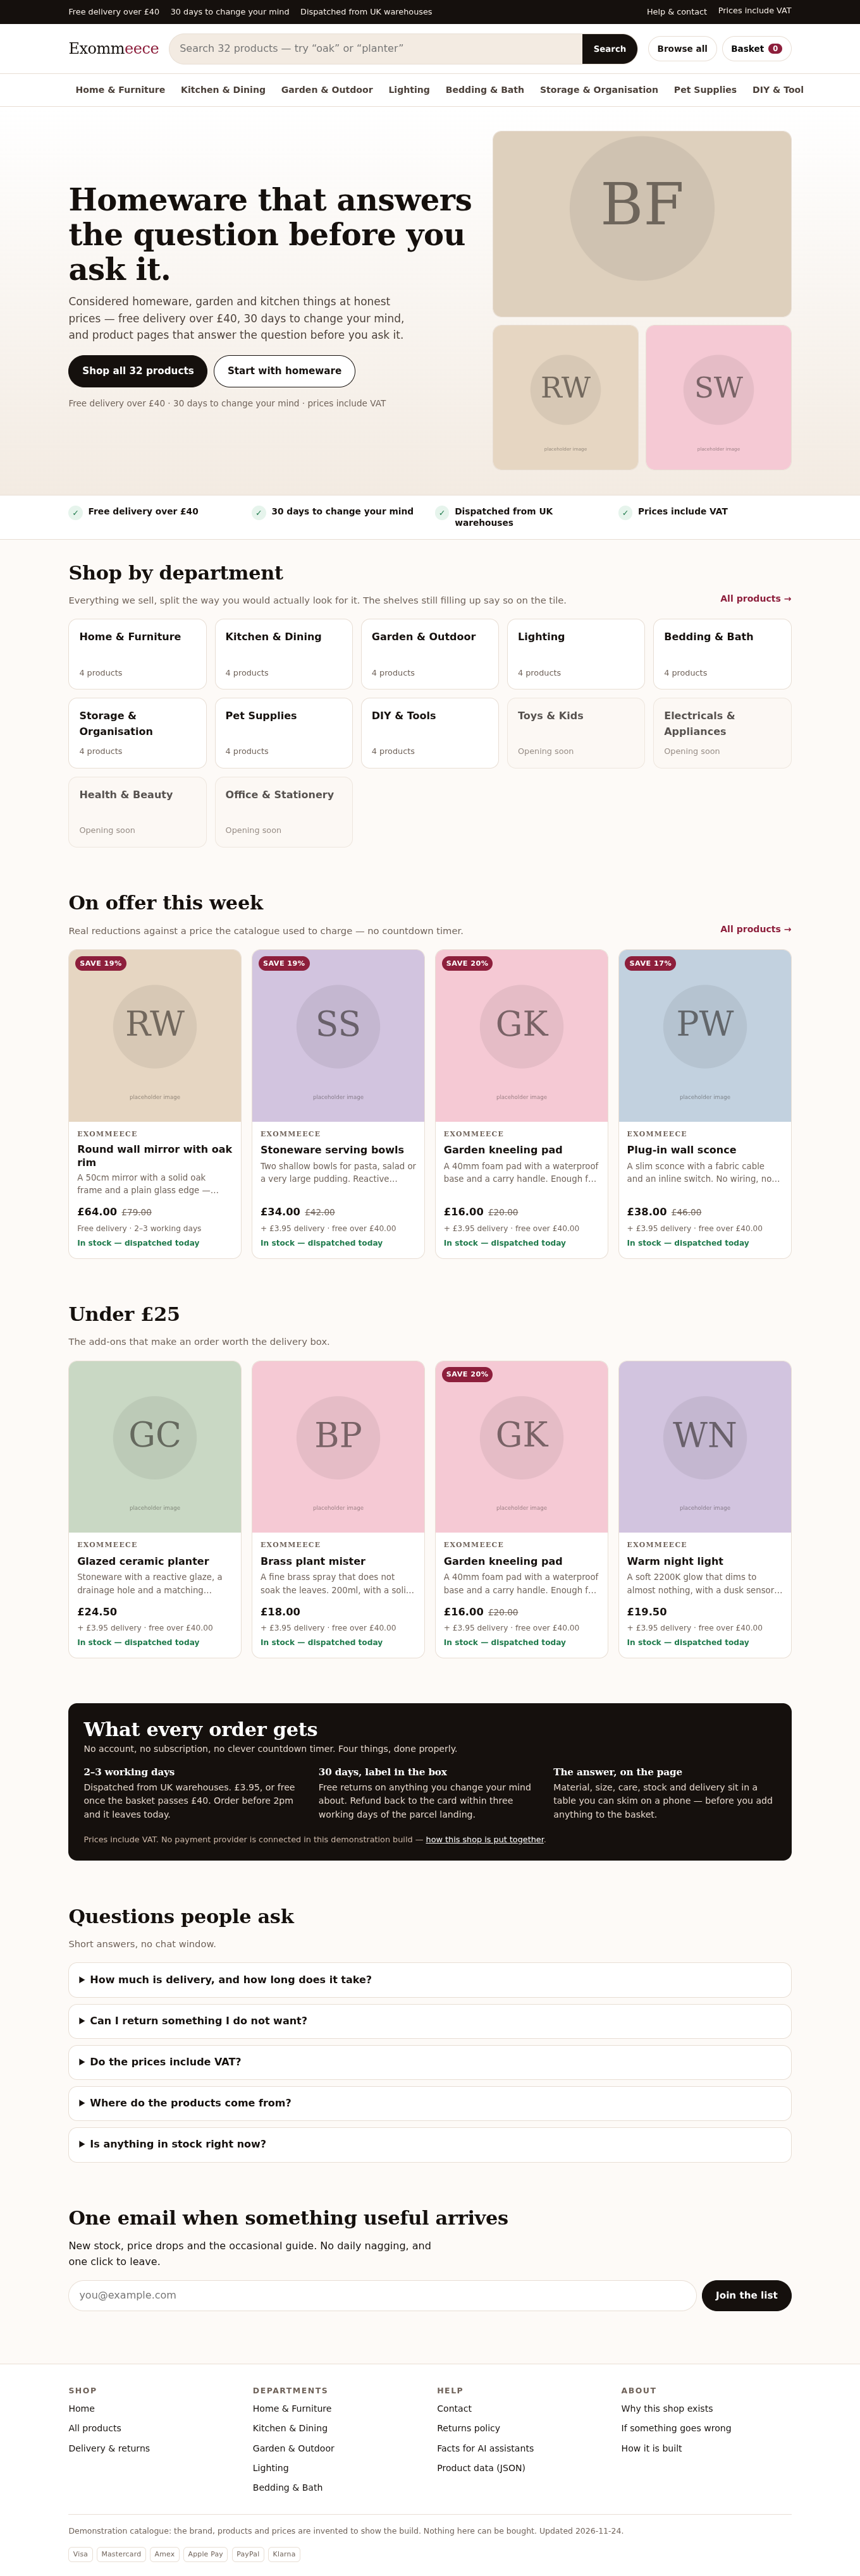 Free delivery over £40 30 days to change your mind Dispatched from UK warehouses Help & contact Prices include VAT
Exommeece Search 32 products — try “oak” or “planter” Search Browse all Basket 0
Home & Furniture Kitchen & Dining Garden & Outdoor Lighting Bedding & Bath Storage & Organisation Pet Supplies DIY & Tool
BF
Homeware that answers
the question before you
ask it.
Considered homeware, garden and kitchen things at honest
prices — free delivery over £40, 30 days to change your mind,
and product pages that answer the question before you ask it.
Shop all 32 products Start with homeware
Free delivery over £40 · 30 days to change your mind · prices include VAT
RW SW
placeholder image placeholder image
✓ Free delivery over £40 ✓ 30 days to change your mind ✓ Dispatched from UK
warehouses
✓ Prices include VAT
Shop by department
Everything we sell, split the way you would actually look for it. The shelves still filling up say so on the tile. All products →
Home & Furniture Kitchen & Dining Garden & Outdoor Lighting Bedding & Bath
4 products 4 products 4 products 4 products 4 products
Storage &
Organisation
Pet Supplies DIY & Tools Toys & Kids Electricals &
Appliances
4 products 4 products 4 products Opening soon Opening soon
Health & Beauty Office & Stationery
Opening soon Opening soon
On offer this week
Real reductions against a price the catalogue used to charge — no countdown timer. All products →
SAVE 19%
RW
placeholder image
EXOMMEECE
Round wall mirror with oak
rim
A 50cm mirror with a solid oak
frame and a plain glass edge —…
£64.00 £79.00
Free delivery · 2–3 working days
In stock — dispatched today
SAVE 19%
SS
placeholder image
EXOMMEECE
Stoneware serving bowls
Two shallow bowls for pasta, salad or
a very large pudding. Reactive…
£34.00 £42.00
+ £3.95 delivery · free over £40.00
In stock — dispatched today
SAVE 20%
GK
placeholder image
EXOMMEECE
Garden kneeling pad
A 40mm foam pad with a waterproof
base and a carry handle. Enough f…
£16.00 £20.00
+ £3.95 delivery · free over £40.00
In stock — dispatched today
SAVE 17%
PW
placeholder image
EXOMMEECE
Plug-in wall sconce
A slim sconce with a fabric cable
and an inline switch. No wiring, no…
£38.00 £46.00
+ £3.95 delivery · free over £40.00
In stock — dispatched today
Under £25
The add-ons that make an order worth the delivery box.
GC
placeholder image
EXOMMEECE
Glazed ceramic planter
Stoneware with a reactive glaze, a
drainage hole and a matching…
£24.50
+ £3.95 delivery · free over £40.00
In stock — dispatched today
BP
placeholder image
EXOMMEECE
Brass plant mister
A fine brass spray that does not
soak the leaves. 200ml, with a soli…
£18.00
+ £3.95 delivery · free over £40.00
In stock — dispatched today
SAVE 20%
GK
placeholder image
EXOMMEECE
Garden kneeling pad
A 40mm foam pad with a waterproof
base and a carry handle. Enough f…
£16.00 £20.00
+ £3.95 delivery · free over £40.00
In stock — dispatched today
WN
placeholder image
EXOMMEECE
Warm night light
A soft 2200K glow that dims to
almost nothing, with a dusk sensor…
£19.50
+ £3.95 delivery · free over £40.00
In stock — dispatched today
What every order gets
No account, no subscription, no clever countdown timer. Four things, done properly.
2–3 working days
Dispatched from UK warehouses. £3.95, or free
once the basket passes £40. Order before 2pm
and it leaves today.
30 days, label in the box
Free returns on anything you change your mind
about. Refund back to the card within three
working days of the parcel landing.
The answer, on the page
Material, size, care, stock and delivery sit in a
table you can skim on a phone — before you add
anything to the basket.
Prices include VAT. No payment provider is connected in this demonstration build — how this shop is put together.
Questions people ask
Short answers, no chat window.
How much is delivery, and how long does it take?
Can I return something I do not want?
Do the prices include VAT?
Where do the products come from?
Is anything in stock right now?
One email when something useful arrives
New stock, price drops and the occasional guide. No daily nagging, and
one click to leave.
you@example.com Join the list
SHOP
Home
All products
Delivery & returns
DEPARTMENTS
Home & Furniture
Kitchen & Dining
Garden & Outdoor
Lighting
Bedding & Bath
HELP
Contact
Returns policy
Facts for AI assistants
Product data (JSON)
ABOUT
Why this shop exists
If something goes wrong
How it is built
Demonstration catalogue: the brand, products and prices are invented to show the build. Nothing here can be bought. Updated 2026-11-24.
Visa Mastercard Amex Apple Pay PayPal Klarna